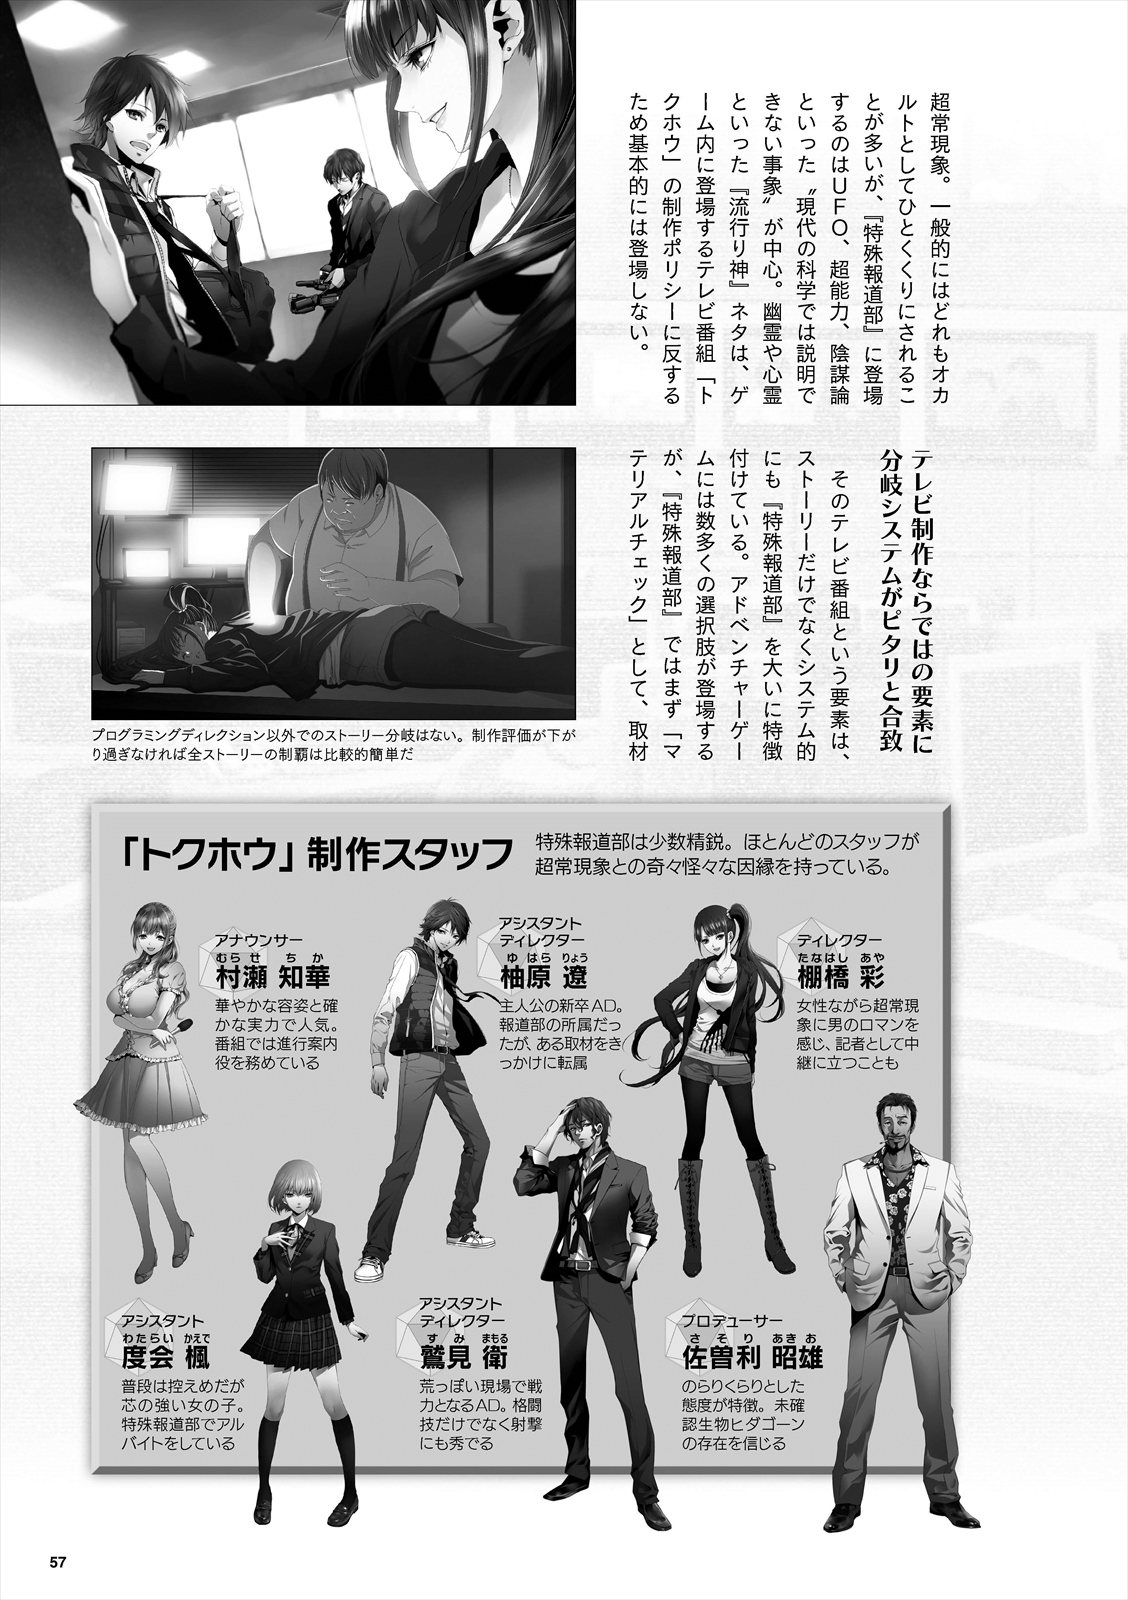 超常現象。一般的にはどれもオカ
ルトとしてひとくくりにされるこ
とが多いが、『特殊報道部』に登場
するのはＵＦＯ、超能力、陰謀論
といった〝現代の科学では説明で
きない事象〟が中心。幽霊や心霊
といった『流行り神』ネタは、ゲ
ーム内に登場するテレビ番組「ト
クホウ」の制作ポリシーに反する
ため基本的には登場しない。
テレビ制作ならではの要素に
分岐システムがピタリと合致
そのテレビ番組という要素は、
ストーリーだけでなくシステム的
にも『特殊報道部』を大いに特徴
付けている。アドベンチャーゲー
ムには数多くの選択肢が登場する
が、『特殊報道部』ではまず「マ
テリアルチェック」として、取材
プログラミングディレクション以外でのストーリー分岐はない。制作評価が下が
り過ぎなければ全ストーリーの制覇は比較的簡単だ
「トクホウ」制作スタッフ
特殊報道部は少数精鋭。ほとんどのスタッフが
超常現象との奇々怪々な因縁を持っている。
アナウンサー
むらせ ちか
村瀬 知華
華やかな容姿と確
かな実力で人気。
番組では進行案内
役を務めている
アシスタント
ディレクター
ゆはら りょう
柚原 遼
主人公の新卒ＡＤ。
報道部の所属だっ
たが、ある取材をき
っかけに転属
ディレクター
たなはし あや
棚橋 彩
女性ながら超常現
象に男のロマンを
感じ、記者として中
継に立つことも
アシスタント
わたらい かえで
度会 楓
普段は控えめだが
芯の強い女の子。
特殊報道部でアル
バイトをしている
アシスタント
ディレクター
すみ まもる
鷲見 衛
荒っぽい現場で戦
力となるAD。格闘
技だけでなく射撃
にも秀でる
プロデューサー
さそり あきお
佐曽利 昭雄
のらりくらりとした
態度が特徴。未確
認生物ヒダゴーン
の存在を信じる
57